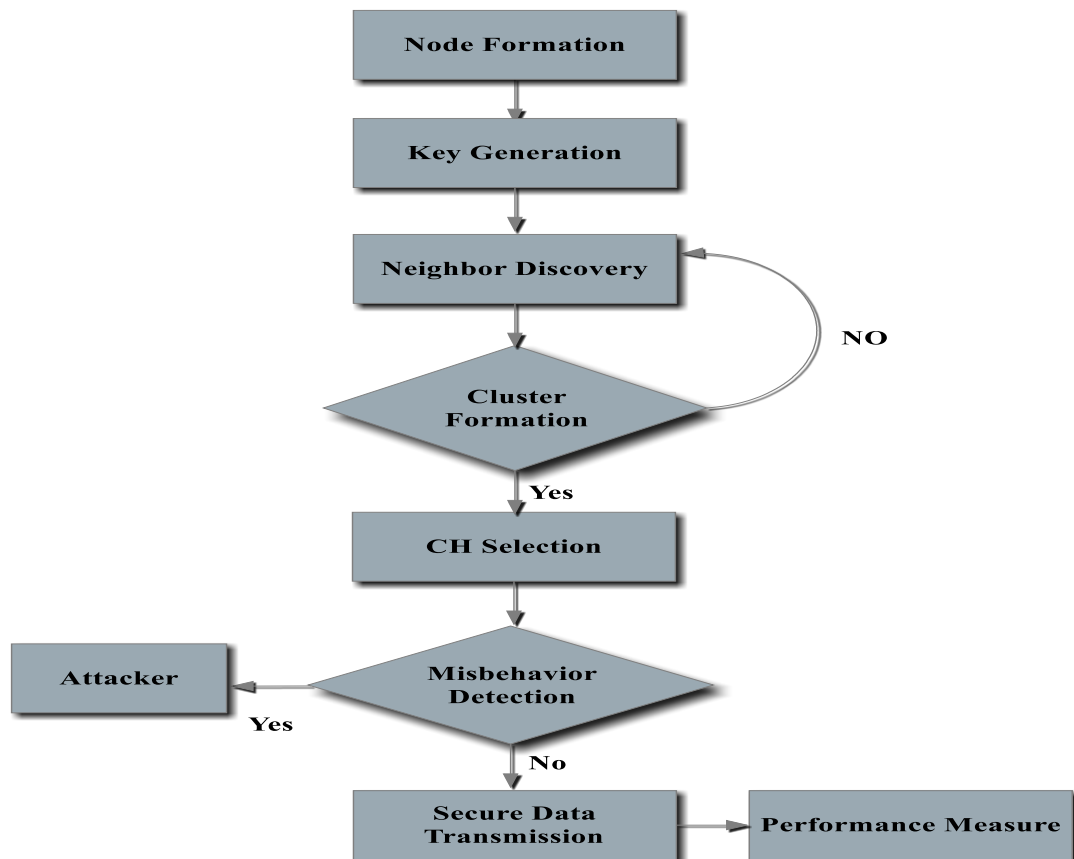 Node Formation
Key Generation
Neighbor Discovery
NO
Cluster
Formation
Yes
CH Selection
Misbehavior
Detection
Attacker
Yes
No
Secure Data
Transmission
Performance Measure